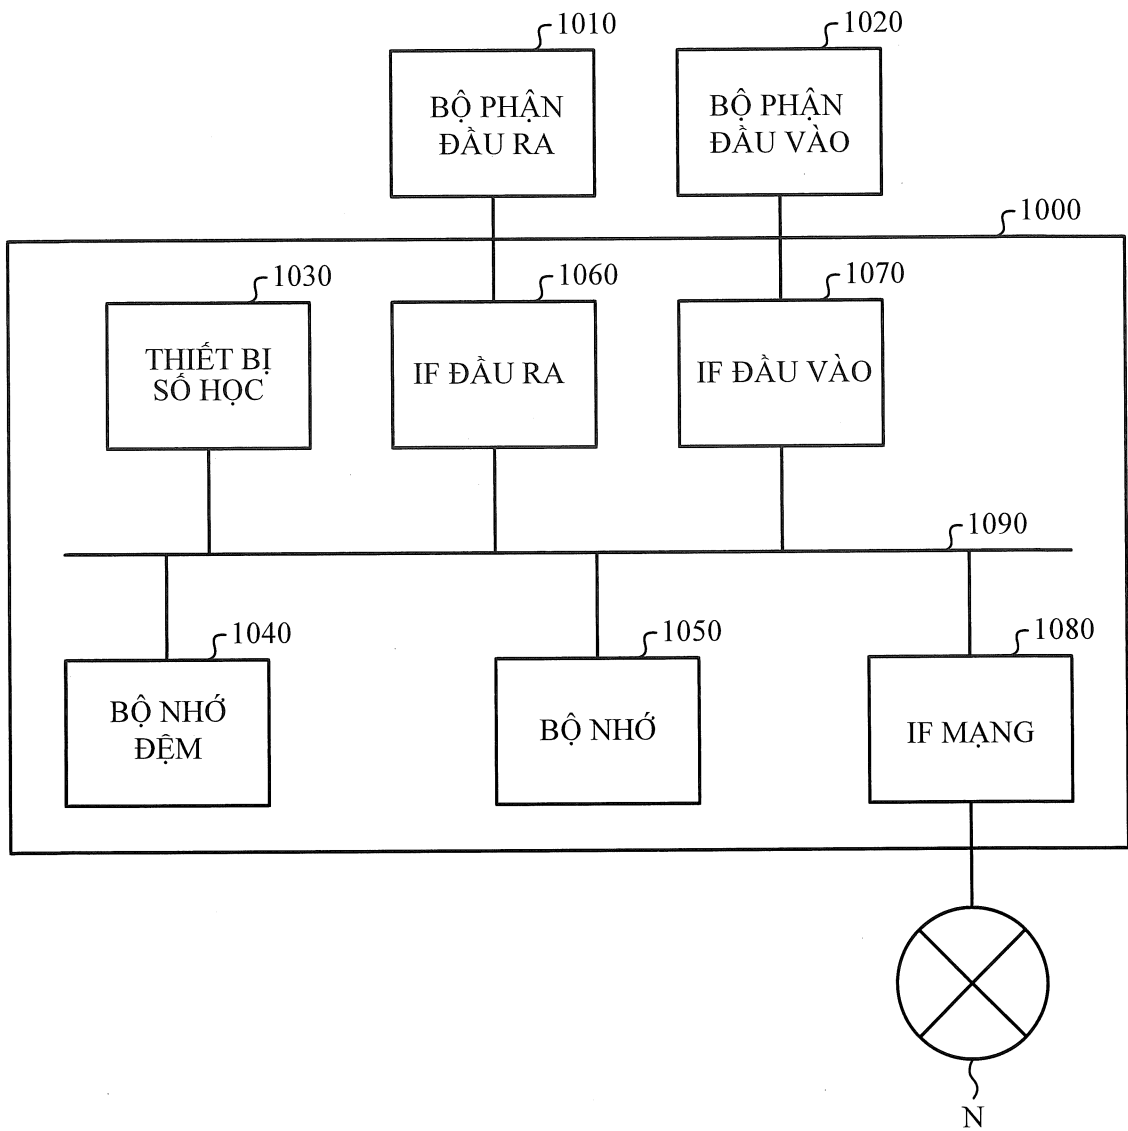 1010
1020
BỘ PHẬN
ĐẦU RA
BỘ PHẬN
ĐẦU VÀO
1000
1030
1060
1070
THIẾT BỊ
SỐ HỌC
IF ĐẦU RA
IF ĐẦU VÀO
1090
1040
1050
1080
BỘ NHỚ
ĐỆM
BỘ NHỚ
IF MẠNG
N